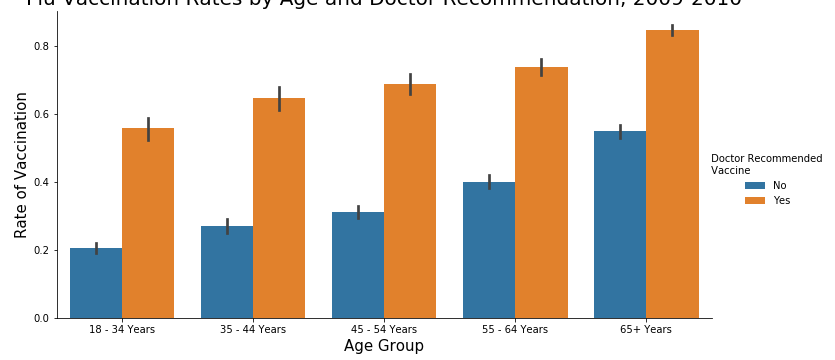 Flu Vaccination Rates by Age and Doctor Recommendation, 2009-2010
0.8
0.6
0.4
0.2
0.0
Rate of Vaccination
18 - 34 Years
35 - 44 Years
45 - 54 Years
55 - 64 Years
65+ Years
Age Group
Doctor Recommended
Vaccine
No
Yes